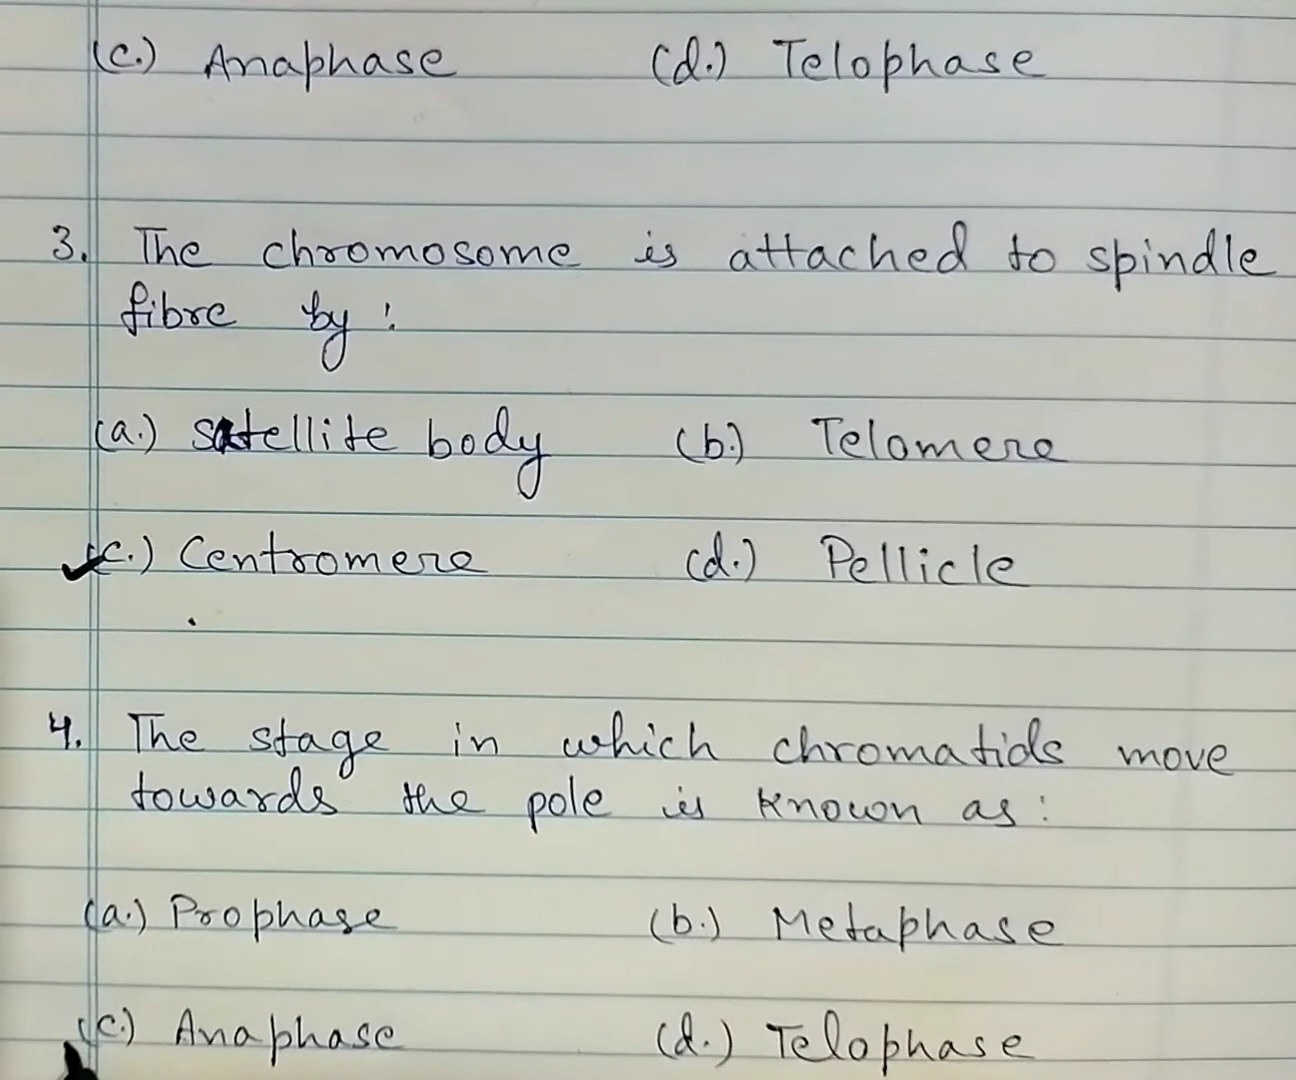 (c.) Anaphase (d.) Telophase
3. The chromosome is attached to spindle
fibre by :
(a.) satellite body (b.) Telomere
(c.) Centromere (d.) Pellicle
4. The stage in which chromatids move
towards the pole is known as :
(a.) Prophase (b.) Metaphase
(c.) Anaphase (d.) Telophase